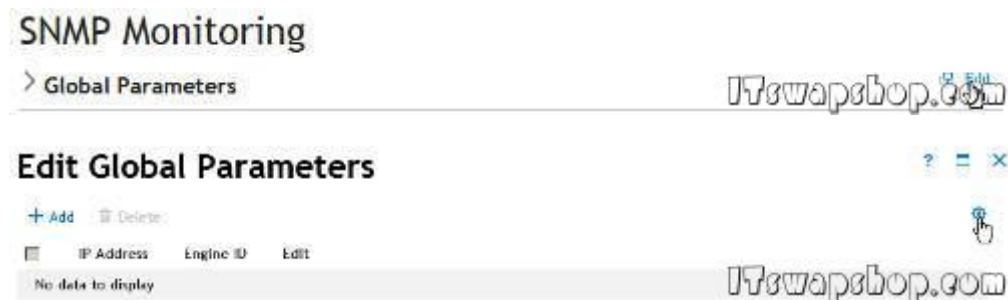 SNMP Monitoring
> Global Parameters
Edit
ITswapshop.com
Edit Global Parameters
? 
+ Add Delete
IP Address Engine ID Edit
No data to display
ITswapshop.com